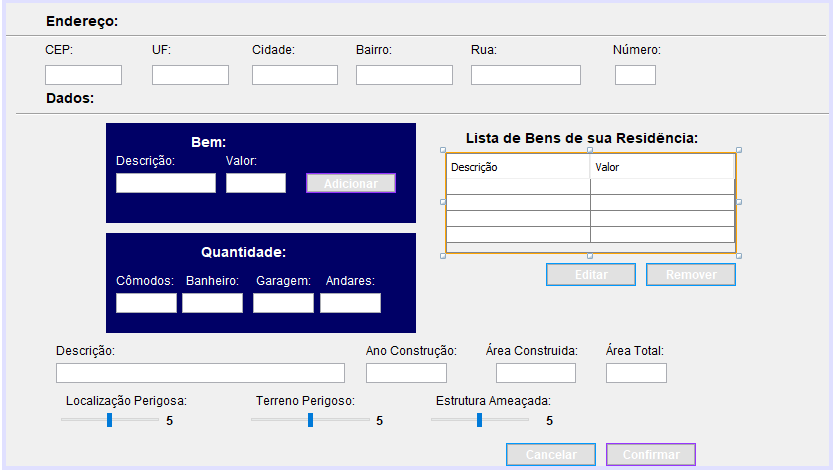 Endereço:
CEP: UF: Cidade: Bairro: Rua: Número:
Dados:
Bem:
Descrição: Valor:
Adicionar
Lista de Bens de sua Residência:
Descrição Valor
Editar Remover
Quantidade:
Cômodos: Banheiro: Garagem: Andares:
Descrição: Ano Construção: Área Construida: Área Total:
Localização Perigosa: Terreno Perigoso: Estrutura Ameaçada:
5 5 5
Cancelar Confirmar